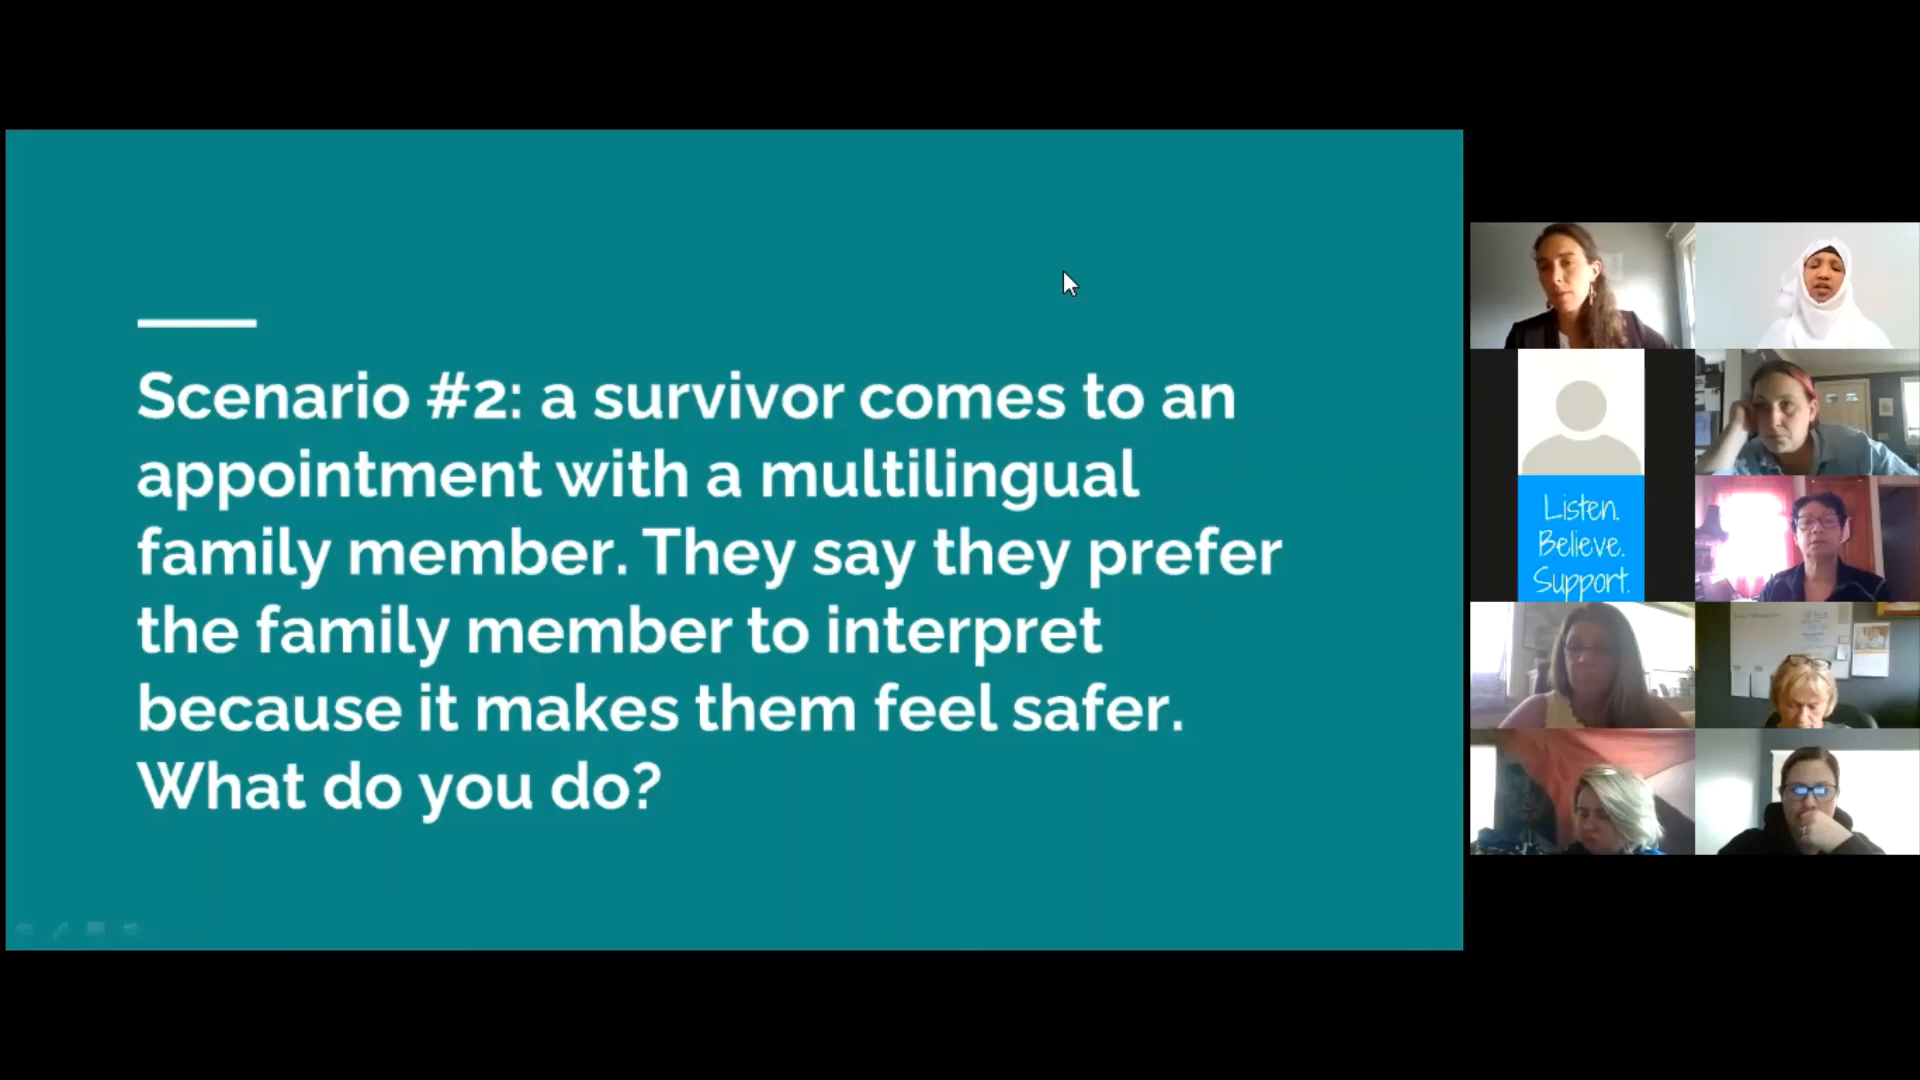 Scenario #2: a survivor comes to an
appointment with a multilingual
family member. They say they prefer
the family member to interpret
because it makes them feel safer.
What do you do?
Listen.
Believe.
Support.